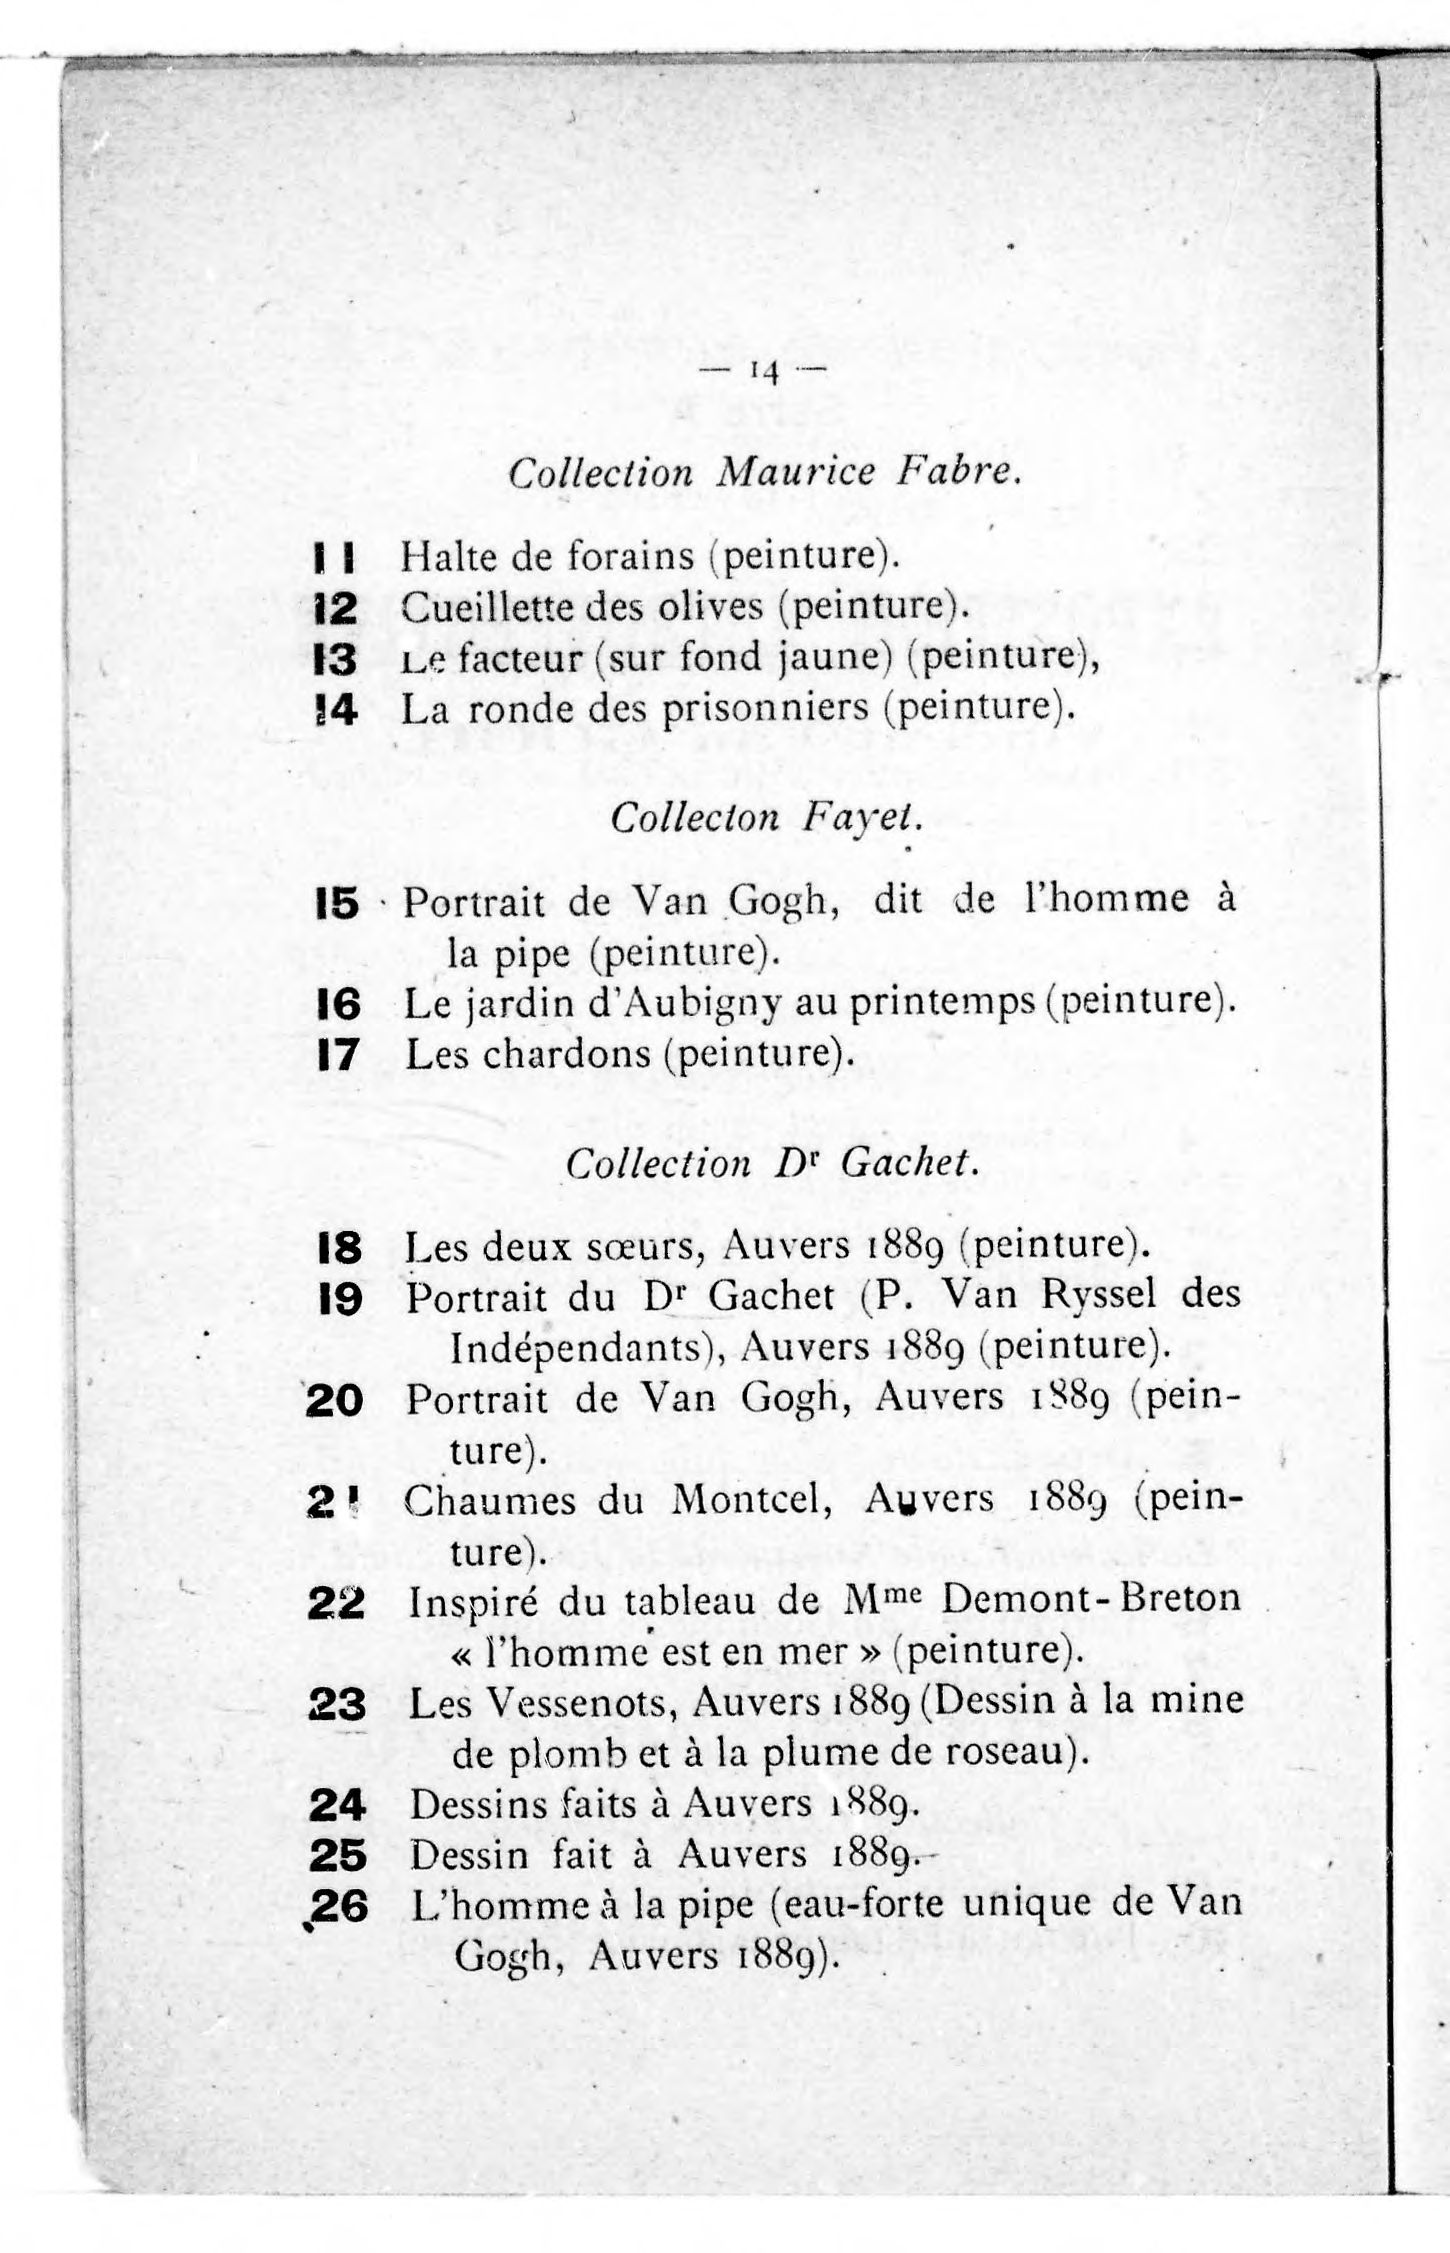 — 14 —
Collection Maurice Fabre.
11 Halte de forains (peinture).
12 Cueillette des olives (peinture).
13 Le facteur (sur fond jaune) (peinture),
14 La ronde des prisonniers (peinture).
Collecton Fayet.
15 Portrait de Van Gogh, dit de l'homme à
la pipe (peinture).
16 Le jardin d'Aubigny au printemps (peinture).
17 Les chardons (peinture).
Collection Dr Gachet.
18 Les deux sœurs, Auvers 1889 (peinture).
19 Portrait du Dr Gachet (P. Van Ryssel des
Indépendants), Auvers 1889 (peinture).
20 Portrait de Van Gogh, Auvers 1889 (pein-
ture).
21 Chaumes du Montcel, Auvers 1889 (pein-
ture).
22 Inspiré du tableau de Mme Demont-Breton
« l'homme est en mer » (peinture).
23 Les Vessenots, Auvers 1889 (Dessin à la mine
de plomb et à la plume de roseau).
24 Dessins faits à Auvers 1889.
25 Dessin fait à Auvers 1889.
26 L'homme à la pipe (eau-forte unique de Van
Gogh, Auvers 1889).